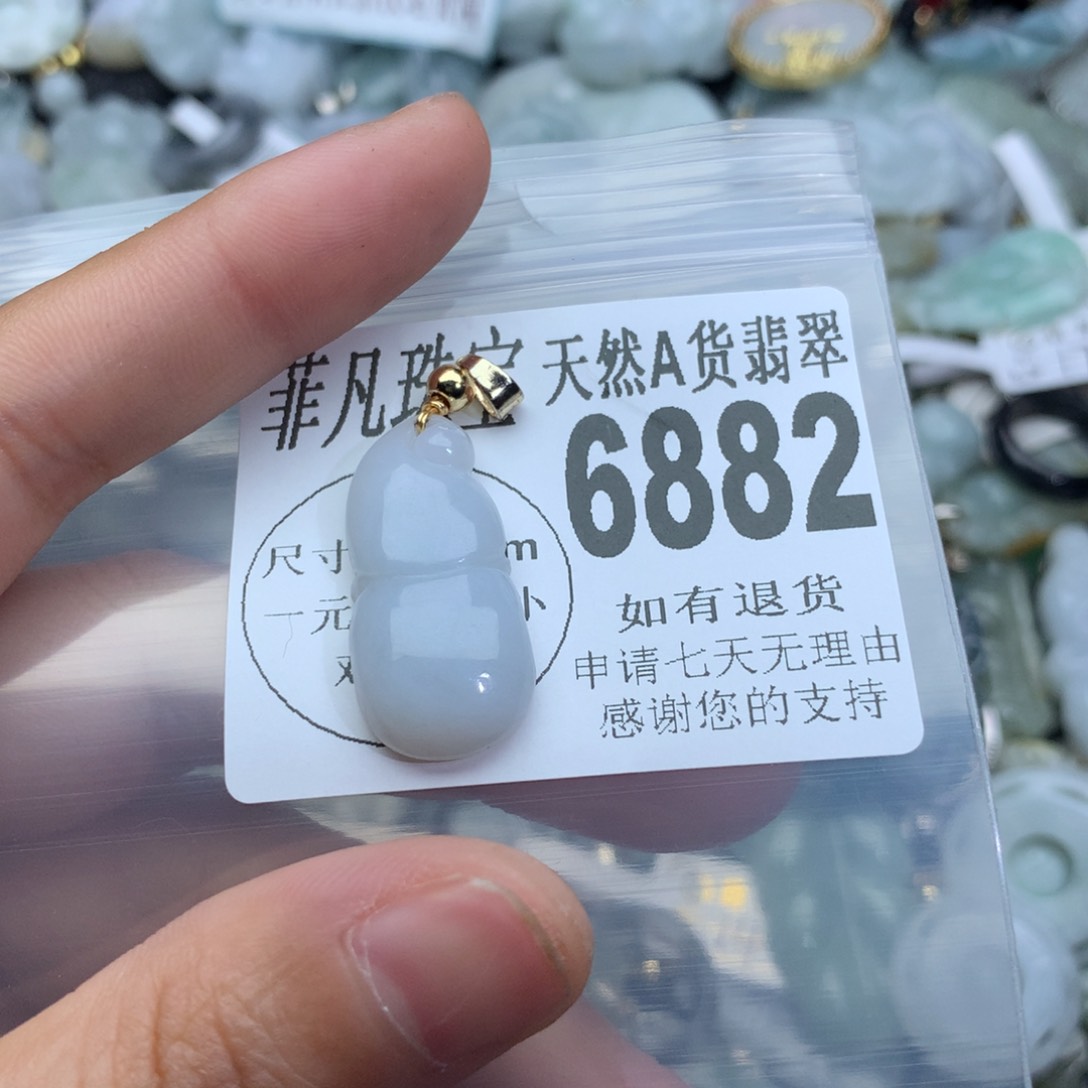 菲凡珠宝 天然A货翡翠
6882
尺寸 m
一元 小
如有退货
申请七天无理由
感谢您的支持